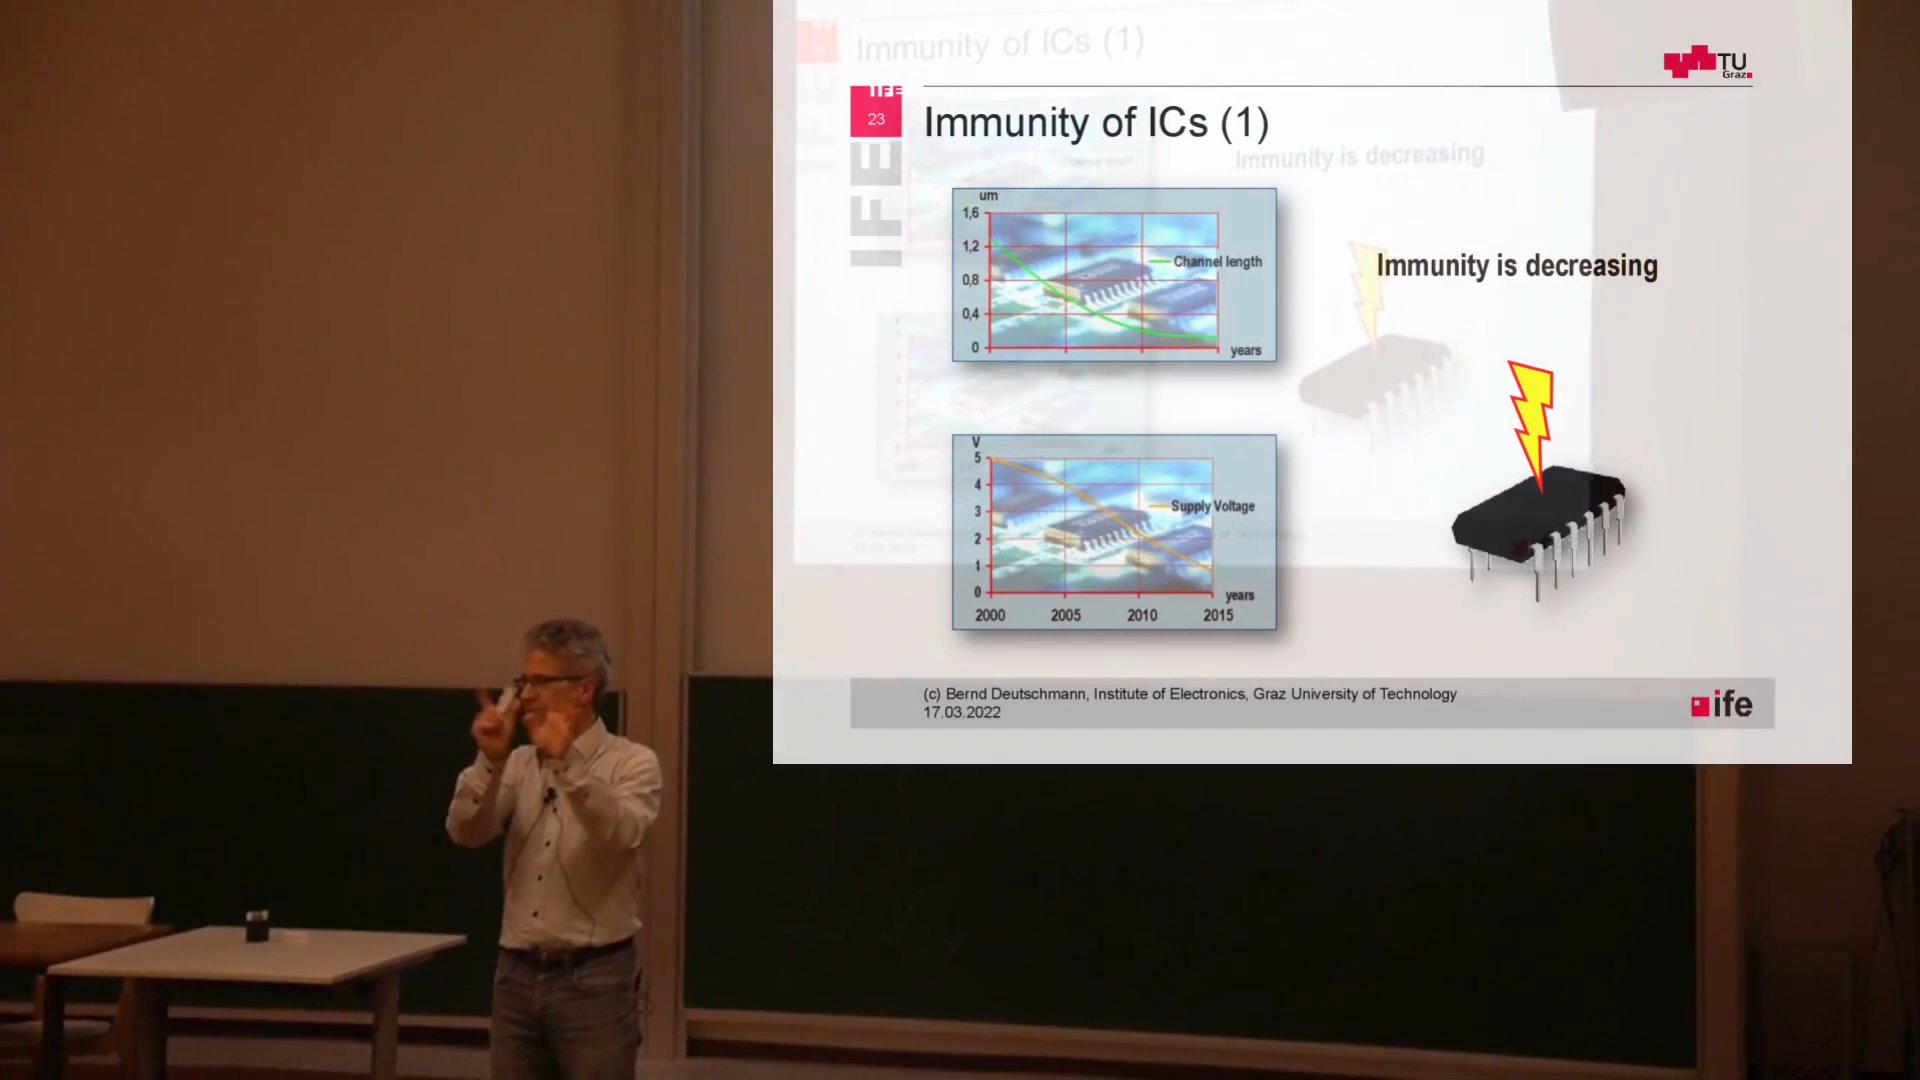 Immunity of ICs (1)
TU
Graz
IFE
23
Immunity of ICs (1)
Immunity is decreasing
IFE
um
1,6
1,2
0,8
0,4
0
Channel length
years
Immunity is decreasing
V
5
4
3
2
1
0
Supply Voltage
years
2000
2005
2010
2015
(c) Bernd Deutschmann, Institute of Electronics, Graz University of Technology
17.03.2022
ife